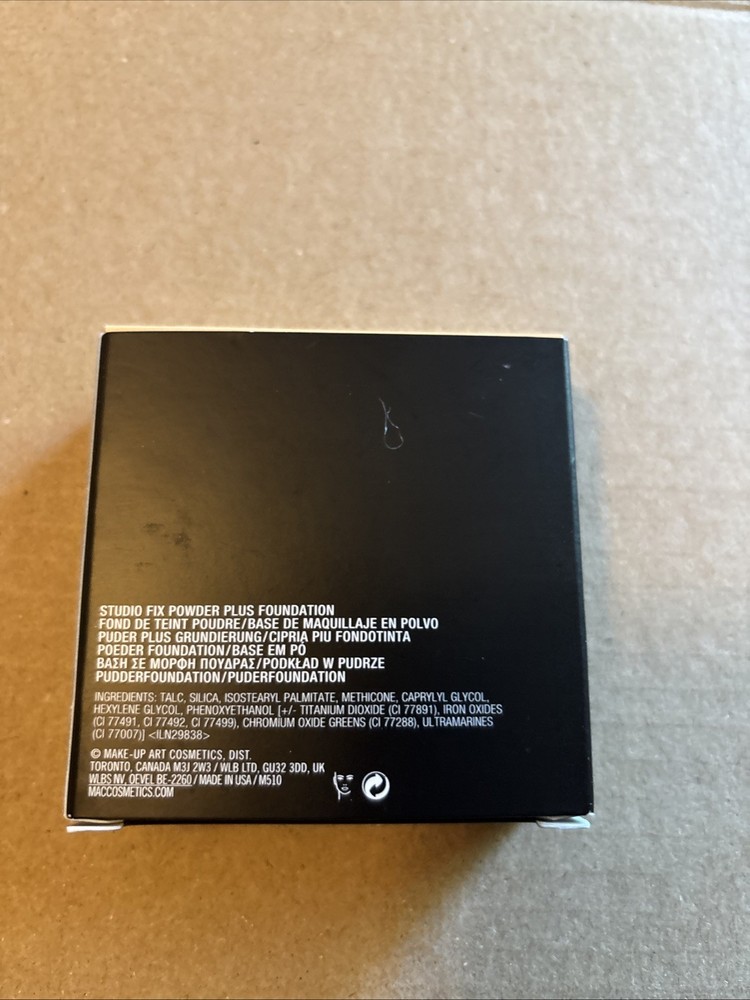 STUDIO FIX POWDER PLUS FOUNDATION
FOND DE TEINT POUDRE/BASE DE MAQUILLAJE EN POLVO
PUDER PLUS GRUNDIERUNG/CIPRIA PIU FONDOTINTA
POEDER FOUNDATION/BASE EM PÓ
ΒΑΣΗ ΣΕ ΜΟΡΦΗ ΠΟΥΔΡΑΣ/PODKŁAD W PUDRZE
PUDDERFOUNDATION/PUDERFOUNDATION
INGREDIENTS: TALC, SILICA, ISOSTEARYL PALMITATE, METHICONE, CAPRYLYL GLYCOL,
HEXYLENE GLYCOL, PHENOXYETHANOL [+/- TITANIUM DIOXIDE (CI 77891), IRON OXIDES
(CI 77491, CI 77492, CI 77499), CHROMIUM OXIDE GREENS (CI 77288), ULTRAMARINES
(CI 77007)] <ILN29838>
© MAKE-UP ART COSMETICS, DIST.
TORONTO, CANADA M3J 2W3 / WLB LTD, GU32 3DD, UK
WLBS NV, OEVEL BE-2260 / MADE IN USA / M510
MACCOSMETICS.COM